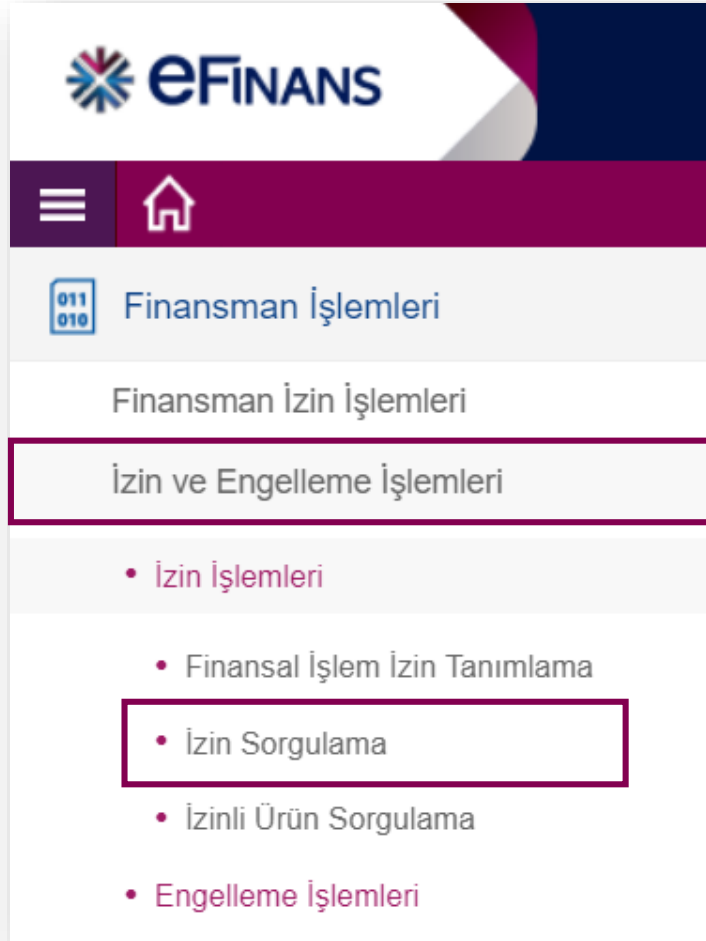 eFINANS
011
010
Finansman İşlemleri
Finansman İzin İşlemleri
İzin ve Engelleme İşlemleri
• İzin İşlemleri
• Finansal İşlem İzin Tanımlama
• İzin Sorgulama
• İzinli Ürün Sorgulama
• Engelleme İşlemleri